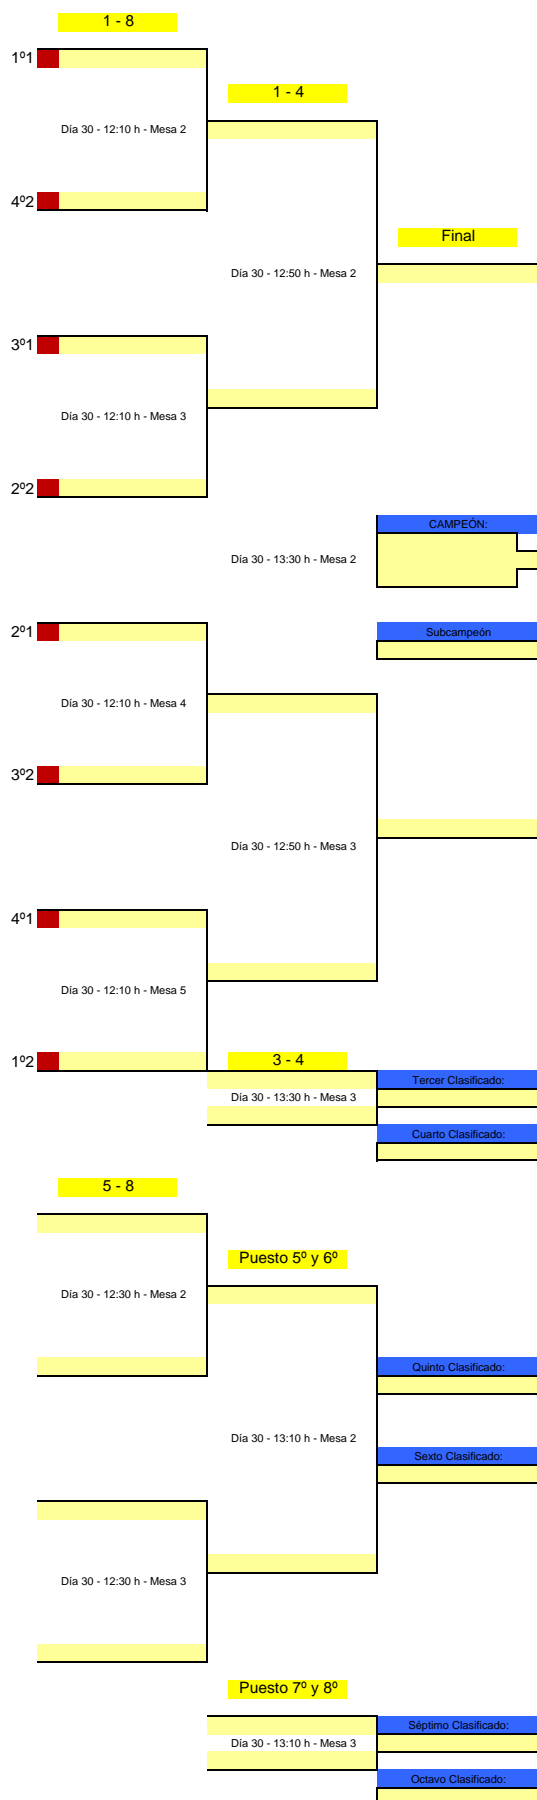 1 - 8
1º1
1 - 4
Día 30 - 12:10 h - Mesa 2
4º2
Final
Día 30 - 12:50 h - Mesa 2
3º1
Día 30 - 12:10 h - Mesa 3
2º2
CAMPEÓN:
Día 30 - 13:30 h - Mesa 2
2º1
Subcampeón
Día 30 - 12:10 h - Mesa 4
3º2
Día 30 - 12:50 h - Mesa 3
4º1
Día 30 - 12:10 h - Mesa 5
1º2
3 - 4
Tercer Clasificado:
Día 30 - 13:30 h - Mesa 3
Cuarto Clasificado:
5 - 8
Puesto 5º y 6º
Día 30 - 12:30 h - Mesa 2
Quinto Clasificado:
Día 30 - 13:10 h - Mesa 2
Sexto Clasificado:
Día 30 - 12:30 h - Mesa 3
Puesto 7º y 8º
Séptimo Clasificado:
Día 30 - 13:10 h - Mesa 3
Octavo Clasificado: